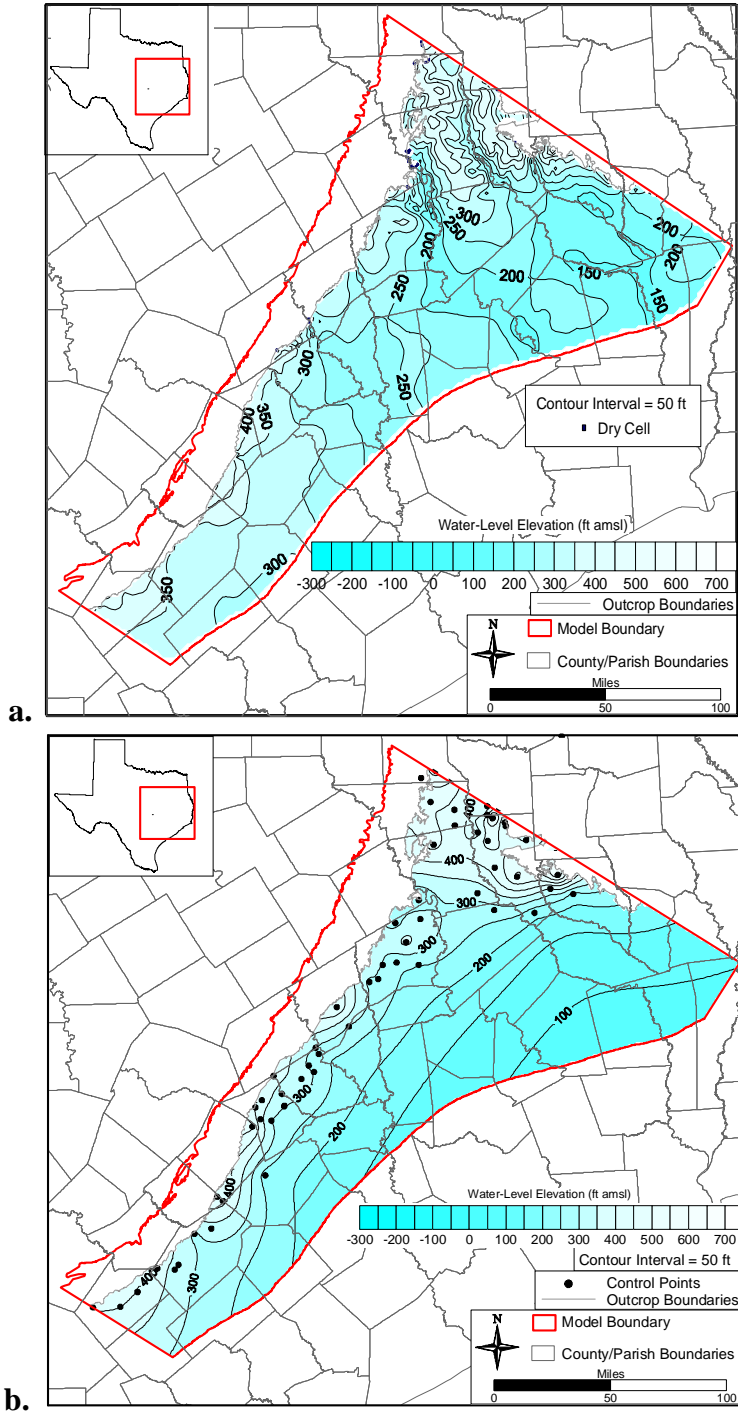 300
250
200
200
200
250
200
150
150
300
250
350
400
Contour Interval = 50 ft
Dry Cell
Water-Level Elevation (ft amsl)
-300 -200 -100 0 100 200 300 400 500 600 700
300
350
Outcrop Boundaries
N
Model Boundary
County/Parish Boundaries
Miles
0 50 100
a.
400
400
300
300
200
100
300
200
Water-Level Elevation (ft amsl)
400
-300 -200 -100 0 100 200 300 400 500 600 700
Contour Interval = 50 ft
400
300
Control Points
Outcrop Boundaries
N
Model Boundary
County/Parish Boundaries
Miles
0 50 100
b.